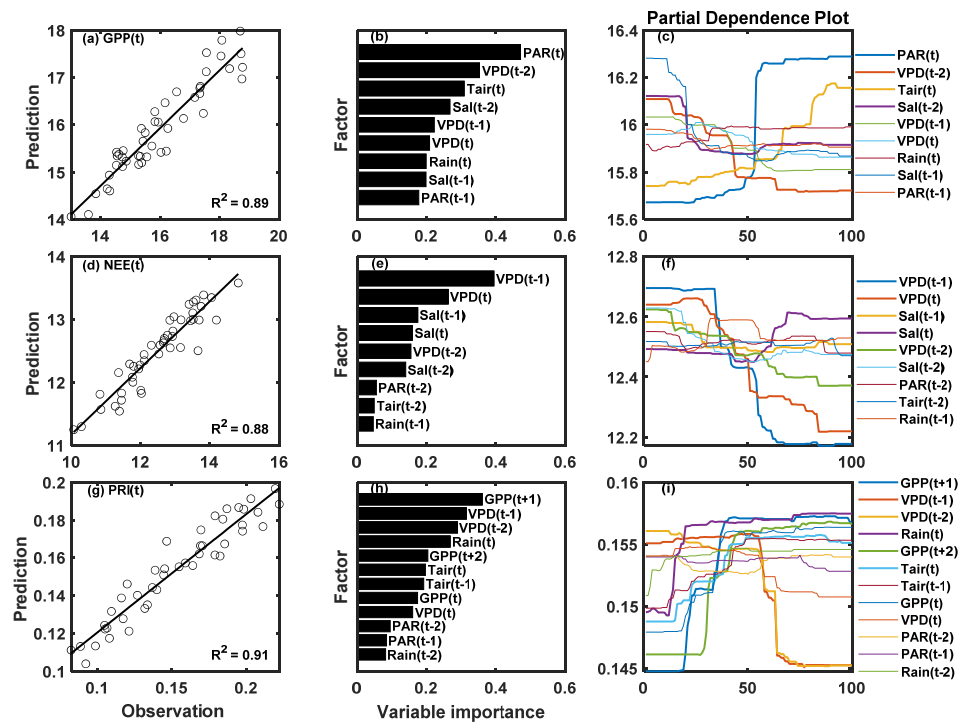 Partial Dependence Plot
(a) GPP(t)
18
17
16
15
14
14 16 18 20
Prediction
R² = 0.89
(b)
Factor
PAR(t)
VPD(t-2)
Tair(t)
Sal(t-2)
VPD(t-1)
VPD(t)
Rain(t)
Sal(t-1)
PAR(t-1)
0 0.2 0.4 0.6
(c)
16.4
16.2
16
15.8
15.6
0 50 100
PAR(t)
VPD(t-2)
Tair(t)
Sal(t-2)
VPD(t-1)
VPD(t)
Rain(t)
Sal(t-1)
PAR(t-1)
(d) NEE(t)
14
13
12
11
10 12 14 16
Prediction
R² = 0.88
(e)
Factor
VPD(t-1)
VPD(t)
Sal(t-1)
Sal(t)
VPD(t-2)
Sal(t-2)
PAR(t-2)
Tair(t-2)
Rain(t-1)
0 0.2 0.4 0.6
(f)
12.8
12.6
12.4
12.2
0 50 100
VPD(t-1)
VPD(t)
Sal(t-1)
Sal(t)
VPD(t-2)
Sal(t-2)
PAR(t-2)
Tair(t-2)
Rain(t-1)
(g) PRI(t)
0.2
0.18
0.16
0.14
0.12
0.1
0.1 0.15 0.2
Prediction
R² = 0.91
Observation
(h)
Factor
GPP(t+1)
VPD(t-1)
VPD(t-2)
Rain(t)
GPP(t+2)
Tair(t)
Tair(t-1)
GPP(t)
VPD(t)
PAR(t-2)
PAR(t-1)
Rain(t-2)
0 0.2 0.4 0.6
Variable importance
(i)
0.16
0.155
0.15
0.145
0 50 100
GPP(t+1)
VPD(t-1)
VPD(t-2)
Rain(t)
GPP(t+2)
Tair(t)
Tair(t-1)
GPP(t)
VPD(t)
PAR(t-2)
PAR(t-1)
Rain(t-2)